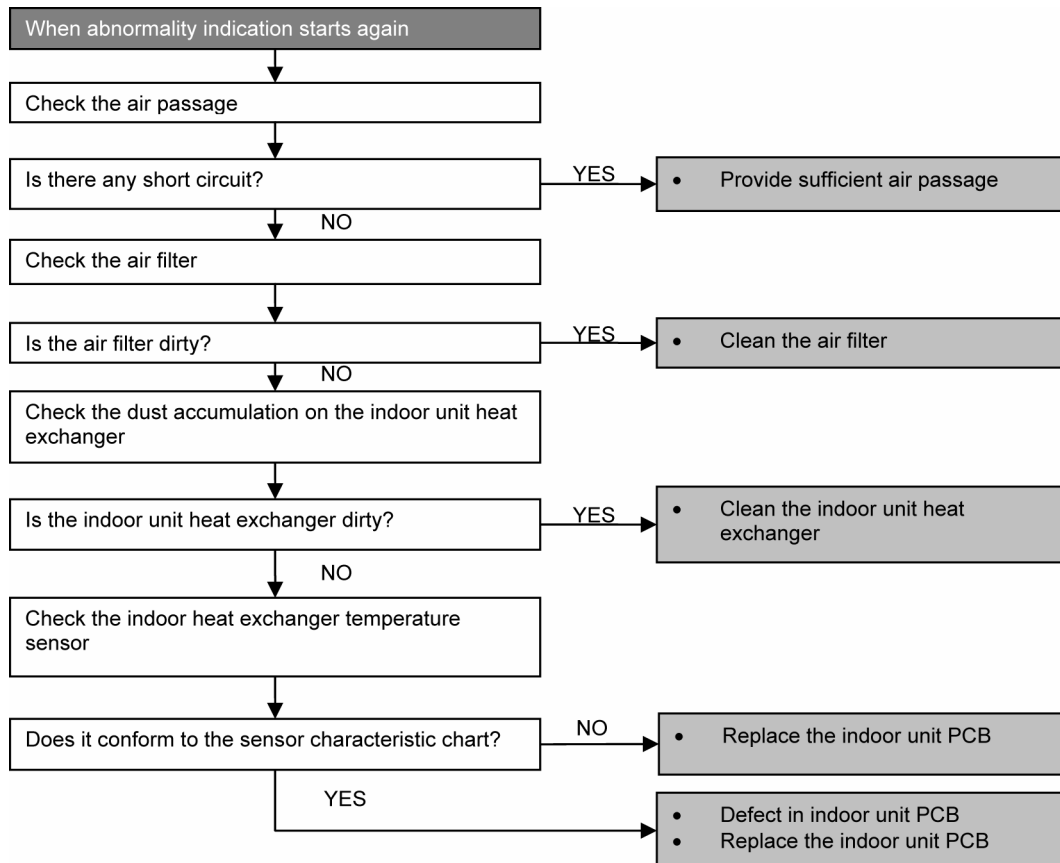 When abnormality indication starts again
Check the air passage
Is there any short circuit?
YES
• Provide sufficient air passage
NO
Check the air filter
Is the air filter dirty?
YES
• Clean the air filter
NO
Check the dust accumulation on the indoor unit heat
exchanger
Is the indoor unit heat exchanger dirty?
YES
• Clean the indoor unit heat
exchanger
NO
Check the indoor heat exchanger temperature
sensor
Does it conform to the sensor characteristic chart?
NO
• Replace the indoor unit PCB
YES
• Defect in indoor unit PCB
• Replace the indoor unit PCB